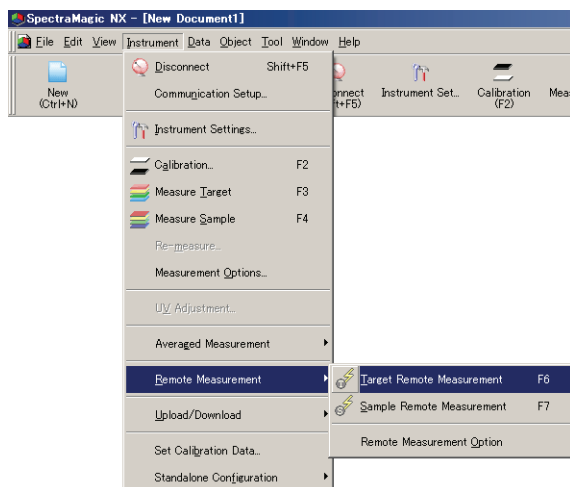 SpectraMagic NX - [New Document1]
File Edit View Instrument Data Object Tool Window Help
New
(Ctrl+N)
Instrument Set...
Calibration
(F2)
Disconnect Shift+F5
Communication Setup...
Instrument Settings...
Calibration... F2
Measure Target F3
Measure Sample F4
Re-measure...
Measurement Options...
UV Adjustment...
Averaged Measurement
Remote Measurement
Target Remote Measurement F6
Sample Remote Measurement F7
Remote Measurement Option
Upload/Download
Set Calibration Data...
Standalone Configuration